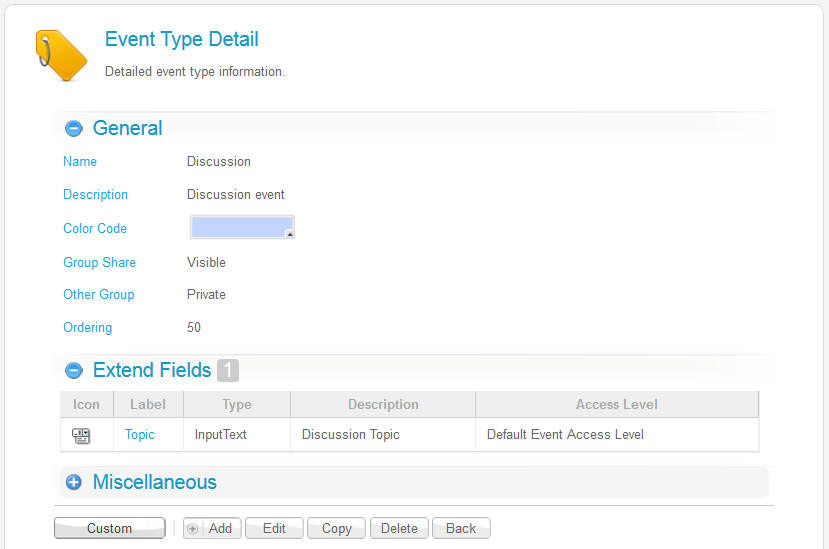 Event Type Detail
Detailed event type information.
General
Name Discussion
Description Discussion event
Color Code
Group Share Visible
Other Group Private
Ordering 50
Extend Fields 1
Icon Label Type Description Access Level
Topic InputText Discussion Topic Default Event Access Level
Miscellaneous
Custom Add Edit Copy Delete Back